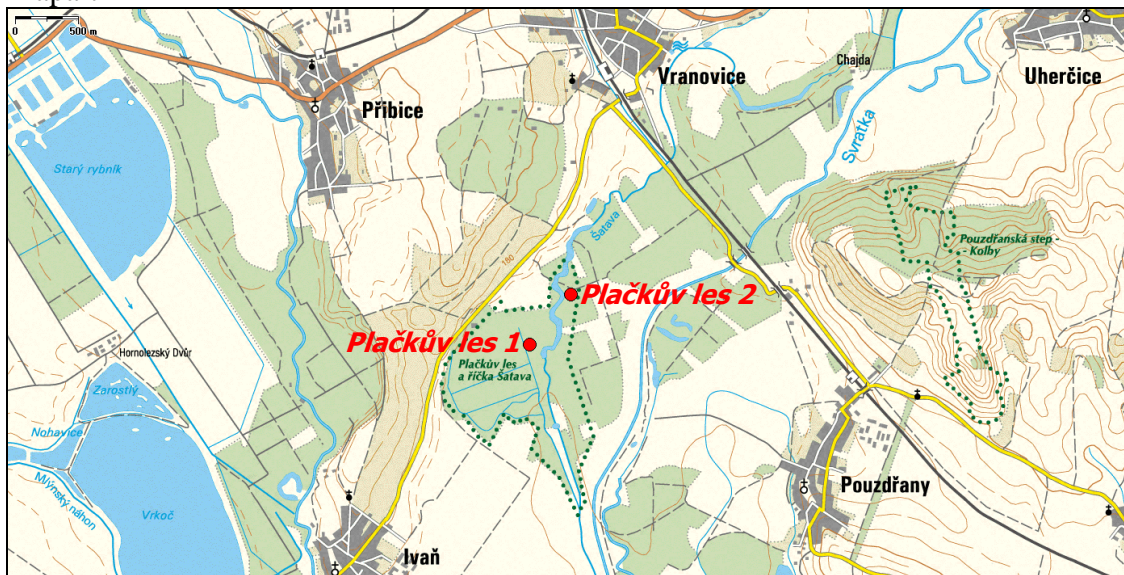 0
500 m
Chajda
Vranovice
Uherčice
Přibice
Svratka
Starý rybník
Šatava
Pouzdřanská step -
- Kolby
180
Plačkův les 2
Plačkův les 1
Hornolezský Dvůr
Plačkův les
a říčka Šatava
Zarostlý
Nohavice
Mlýnský náhon
Pouzdřany
Vrkoč
Ivaň